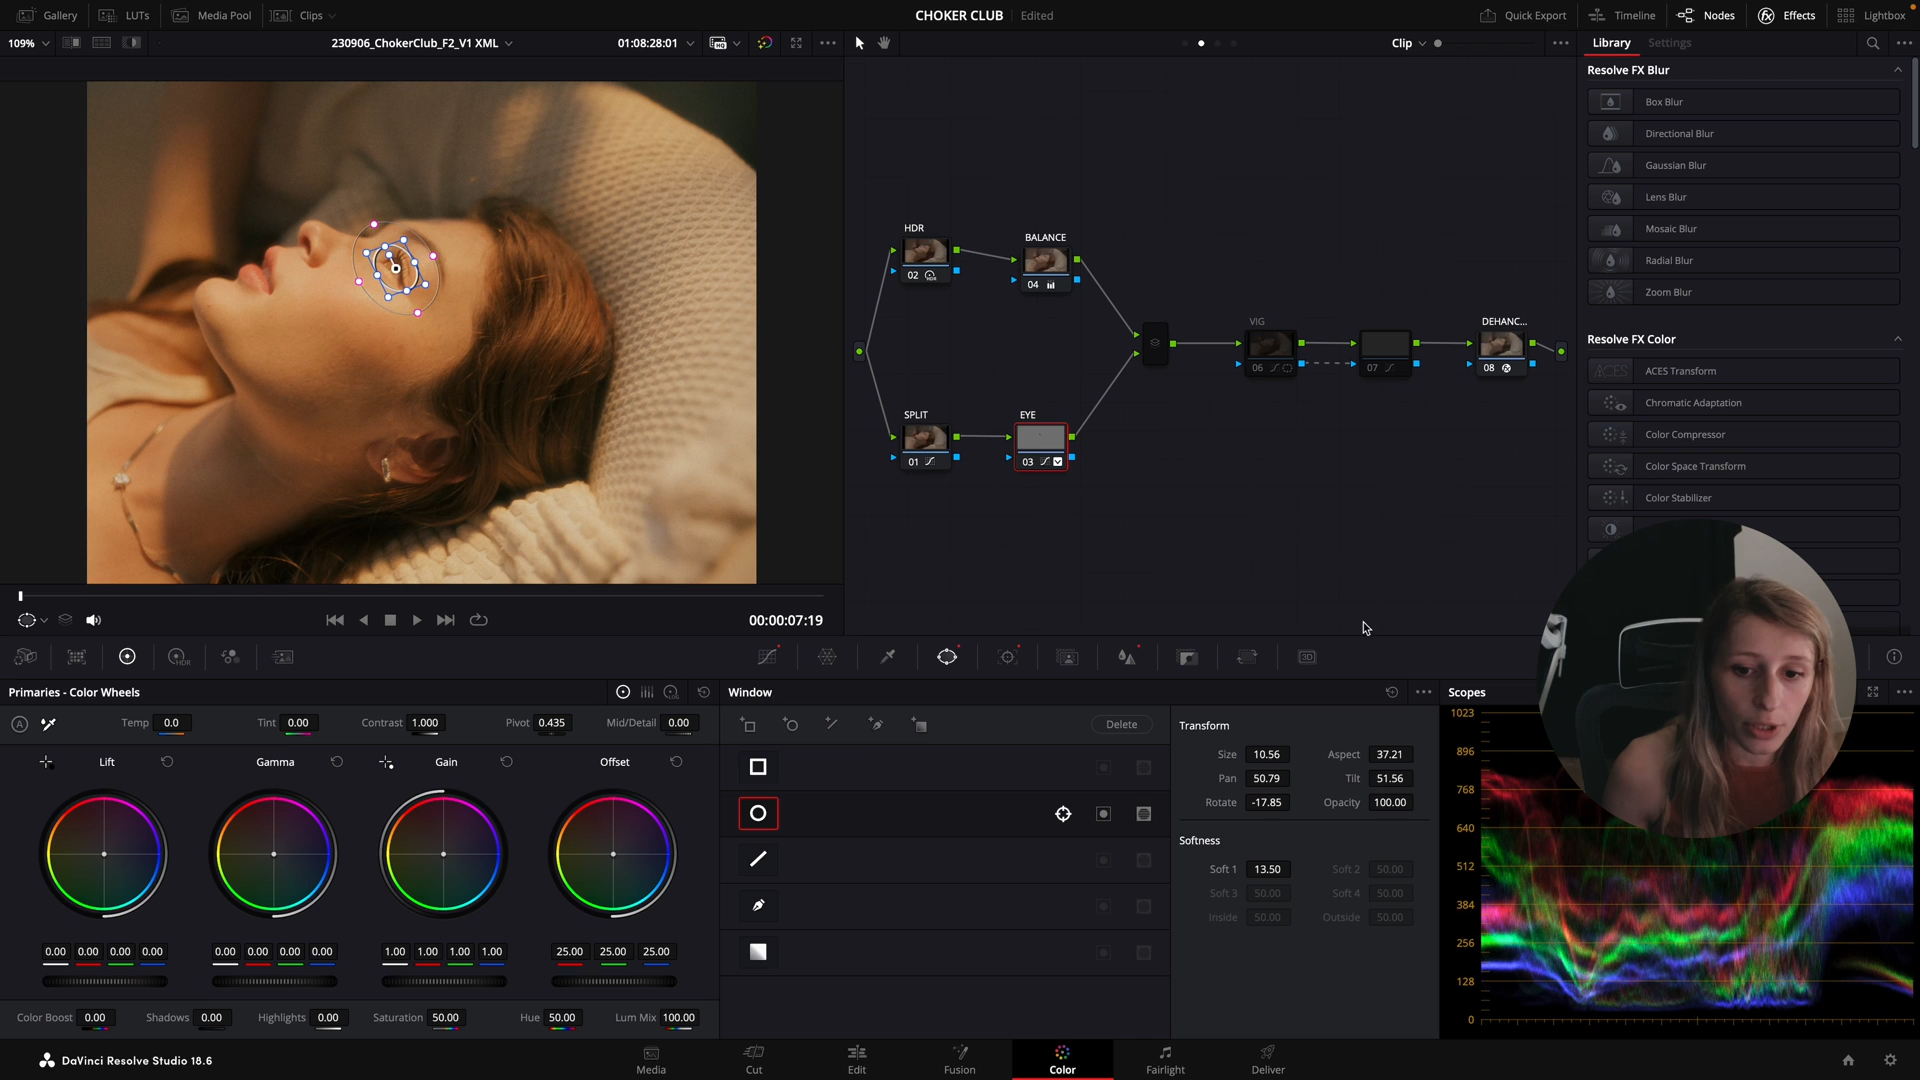 Gallery LUTs Media Pool Clips CHOKER CLUB Edited Quick Export Timeline Nodes Effects Lightbox
109% 230906_ChokerClub_F2_V1 XML 01:08:28:01 Clip Library Settings
Resolve FX Blur
Box Blur
Directional Blur
Gaussian Blur
Lens Blur
Mosaic Blur
Radial Blur
Zoom Blur
Resolve FX Color
ACES Transform
Chromatic Adaptation
Color Compressor
Color Space Transform
Color Stabilizer
HDR
02 HDR
BALANCE
04
SPLIT
01
EYE
03
VIG
06
07
DEHANC...
08
00:00:07:19
Primaries - Color Wheels
Temp 0.0 Tint 0.00 Contrast 1.000 Pivot 0.435 Mid/Detail 0.00
Lift Gamma Gain Offset
0.00 0.00 0.00 0.00 0.00 0.00 0.00 0.00 1.00 1.00 1.00 1.00 25.00 25.00 25.00
Color Boost 0.00 Shadows 0.00 Highlights 0.00 Saturation 50.00 Hue 50.00 Lum Mix 100.00
Window
Delete
Transform
Size 10.56 Aspect 37.21
Pan 50.79 Tilt 51.56
Rotate -17.85 Opacity 100.00
Softness
Soft 1 13.50 Soft 2 50.00
Soft 3 50.00 Soft 4 50.00
Inside 50.00 Outside 50.00
Scopes
1023
896
768
640
512
384
256
128
0
DaVinci Resolve Studio 18.6
Media Cut Edit Fusion Color Fairlight Deliver